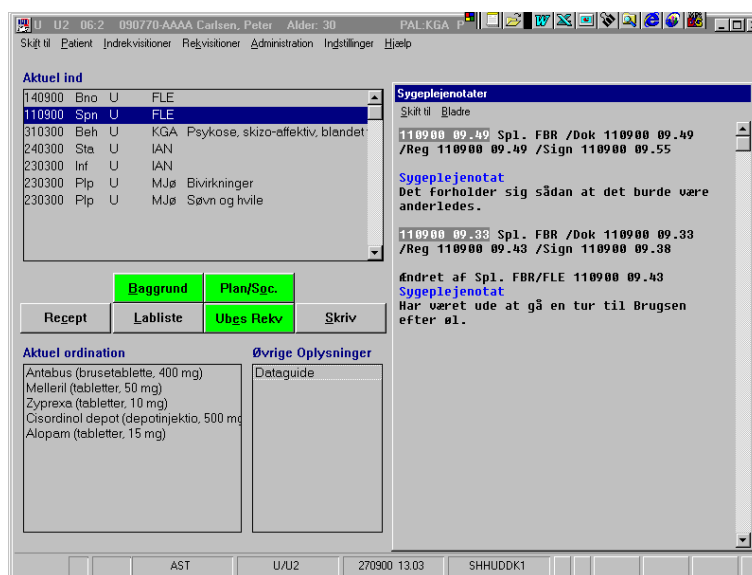 U U2 06:2 090770-AAAA Carlsen, Peter Alder: 30 PAL:KGA P
Skift til Patient Indrekvisitioner Rekvisitioner Administration Indstillinger Hjælp
Aktuel ind
140900 Bno U FLE
110900 Spn U FLE
310300 Beh U KGA Psykose, skizo-affektiv, blandet
240300 Sta U IAN
230300 Inf U IAN
230300 Plp U MJø Bivirkninger
230300 Plp U MJø Søvn og hvile
Baggrund Plan/Soc.
Recept Labliste Ubes Rekv Skriv
Aktuel ordination
Antabus (brusetablette, 400 mg)
Melleril (tabletter, 50 mg)
Zyprexa (tabletter, 10 mg)
Cisordinol depot (depotinjektio, 500 mg
Alopam (tabletter, 15 mg)
Øvrige Oplysninger
Dataguide
Sygeplejenotater
Skift til Bladre
110900 09.49 Spl. FBR /Dok 110900 09.49
/Reg 110900 09.49 /Sign 09.55
Sygeplejenotat
Det forholder sig sådan at det burde være
anderledes.
110900 09.33 Spl. FBR /Dok 110900 09.33
/Reg 110900 09.43 /Sign 09.38
Ændret af Spl. FBR/FLE 110900 09.43
Sygeplejenotat
Har været ude at gå en tur til Brugsen
efter øl.
AST U/U2 270900 13.03 SHHUDDK1